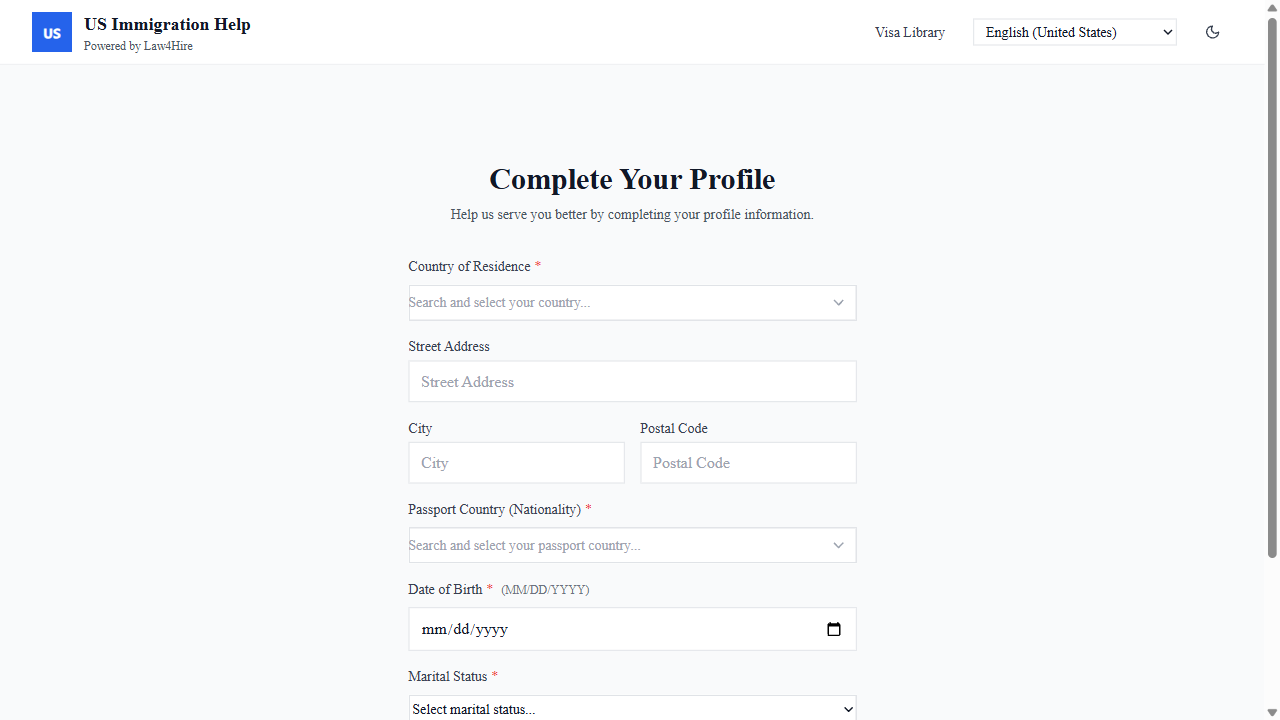 US
US Immigration Help
Powered by Law4Hire
Visa Library
English (United States)
Complete Your Profile
Help us serve you better by completing your profile information.
Country of Residence *
Search and select your country...
Street Address
Street Address
City
Postal Code
City
Postal Code
Passport Country (Nationality) *
Search and select your passport country...
Date of Birth * (MM/DD/YYYY)
mm/dd/yyyy
Marital Status *
Select marital status...